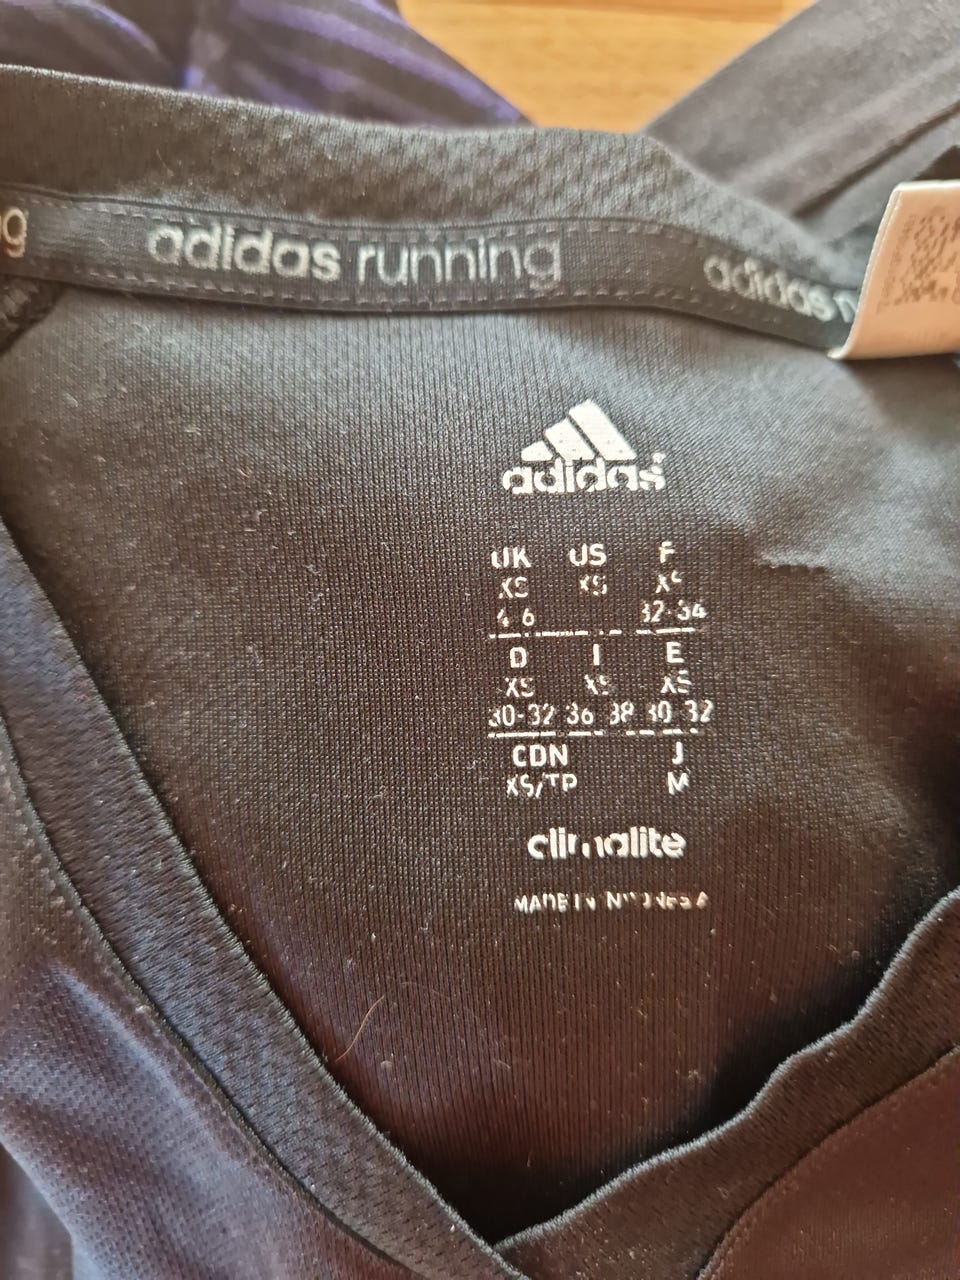 adidas running
adidas
adidas
UK US F
XS XS XS
4-6 32-34
D I E
XS XS XS
30-32 36-38 30-32
CDN J
XS/TP M
climalite
MADE IN INDONESIA